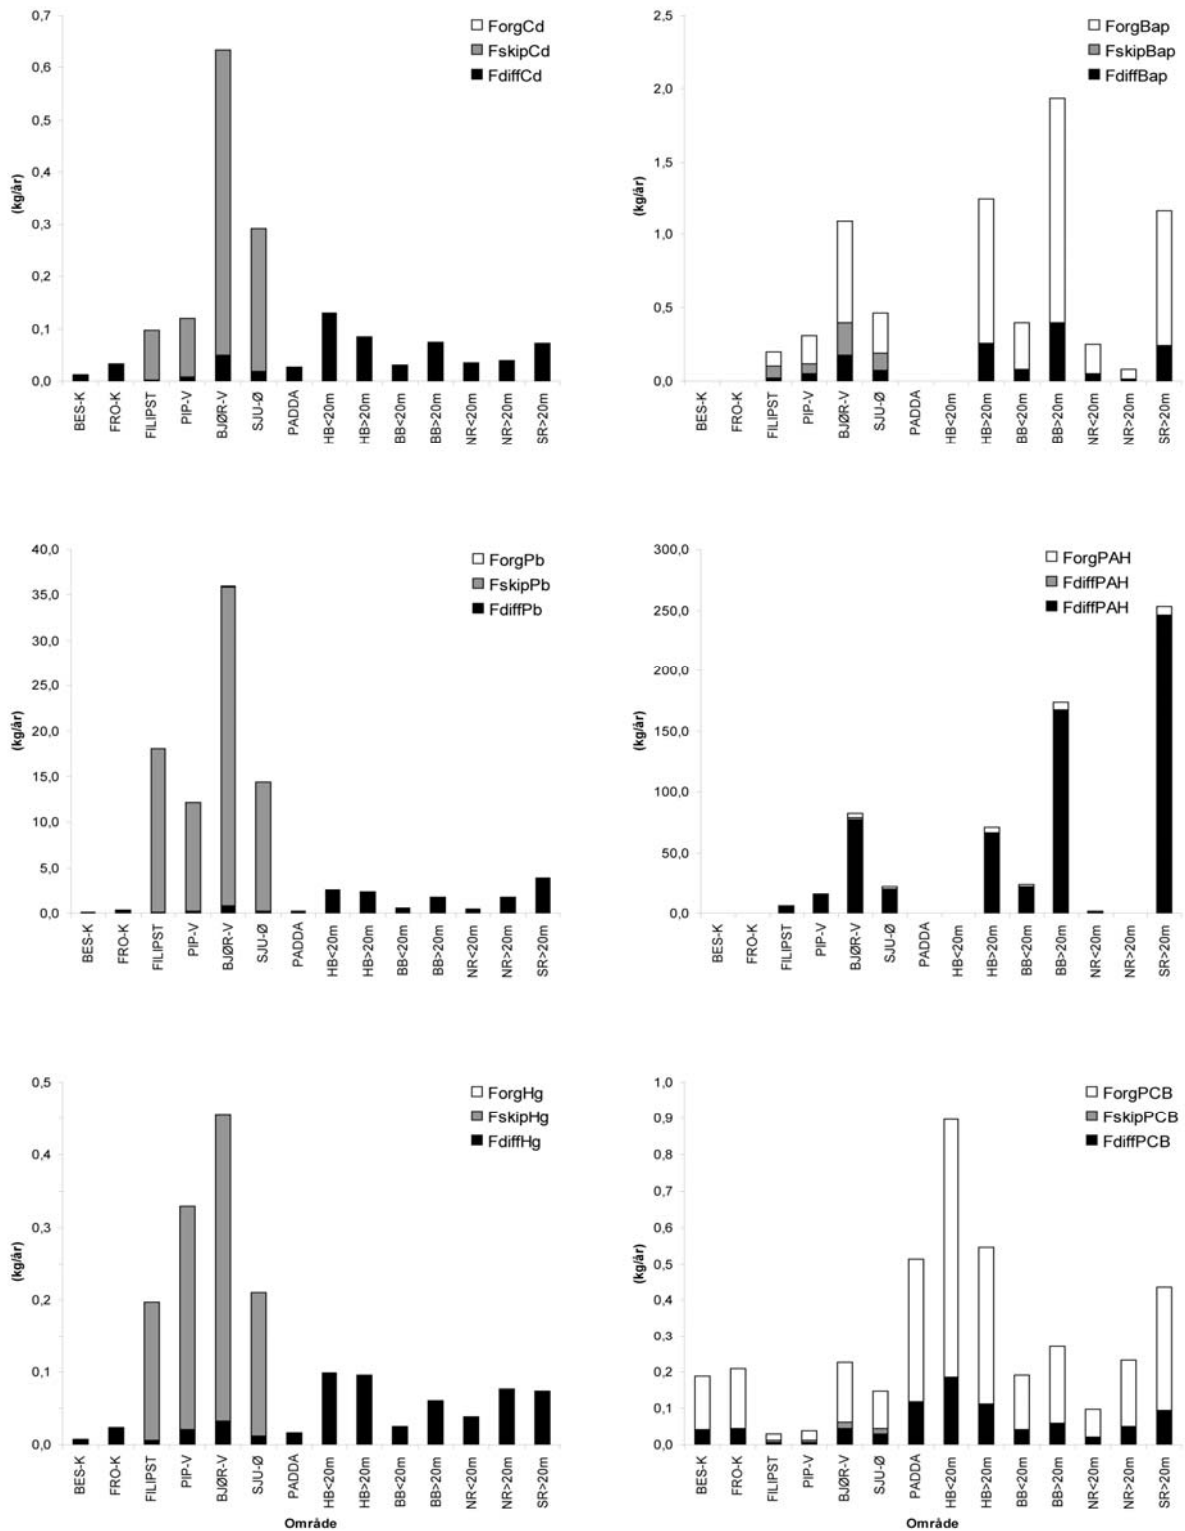 0,7
0,6
0,5
0,4
0,3
0,2
0,1
0,0
(kg/år)
ForgCd
FskipCd
FdiffCd
BES-K
FRO-K
FILIPST
PIP-V
BJØR-V
SJU-Ø
PADDA
HB<20m
HB>20m
BB<20m
BB>20m
NR<20m
NR>20m
SR>20m
2,5
2,0
1,5
1,0
0,5
0,0
(kg/år)
ForgBap
FskipBap
FdiffBap
BES-K
FRO-K
FILIPST
PIP-V
BJØR-V
SJU-Ø
PADDA
HB<20m
HB>20m
BB<20m
BB>20m
NR<20m
NR>20m
SR>20m
40,0
35,0
30,0
25,0
20,0
15,0
10,0
5,0
0,0
(kg/år)
ForgPb
FskipPb
FdiffPb
BES-K
FRO-K
FILIPST
PIP-V
BJØR-V
SJU-Ø
PADDA
HB<20m
HB>20m
BB<20m
BB>20m
NR<20m
NR>20m
SR>20m
300,0
250,0
200,0
150,0
100,0
50,0
0,0
(kg/år)
ForgPAH
FdiffPAH
FdiffPAH
BES-K
FRO-K
FILIPST
PIP-V
BJØR-V
SJU-Ø
PADDA
HB<20m
HB>20m
BB<20m
BB>20m
NR<20m
NR>20m
SR>20m
0,5
0,4
0,3
0,2
0,1
0,0
(kg/år)
ForgHg
FskipHg
FdiffHg
BES-K
FRO-K
FILIPST
PIP-V
BJØR-V
SJU-Ø
PADDA
HB<20m
HB>20m
BB<20m
BB>20m
NR<20m
NR>20m
SR>20m
Område
1,0
0,9
0,8
0,7
0,6
0,5
0,4
0,3
0,2
0,1
0,0
(kg/år)
ForgPCB
FskipPCB
FdiffPCB
BES-K
FRO-K
FILIPST
PIP-V
BJØR-V
SJU-Ø
PADDA
HB<20m
HB>20m
BB<20m
BB>20m
NR<20m
NR>20m
SR>20m
Område